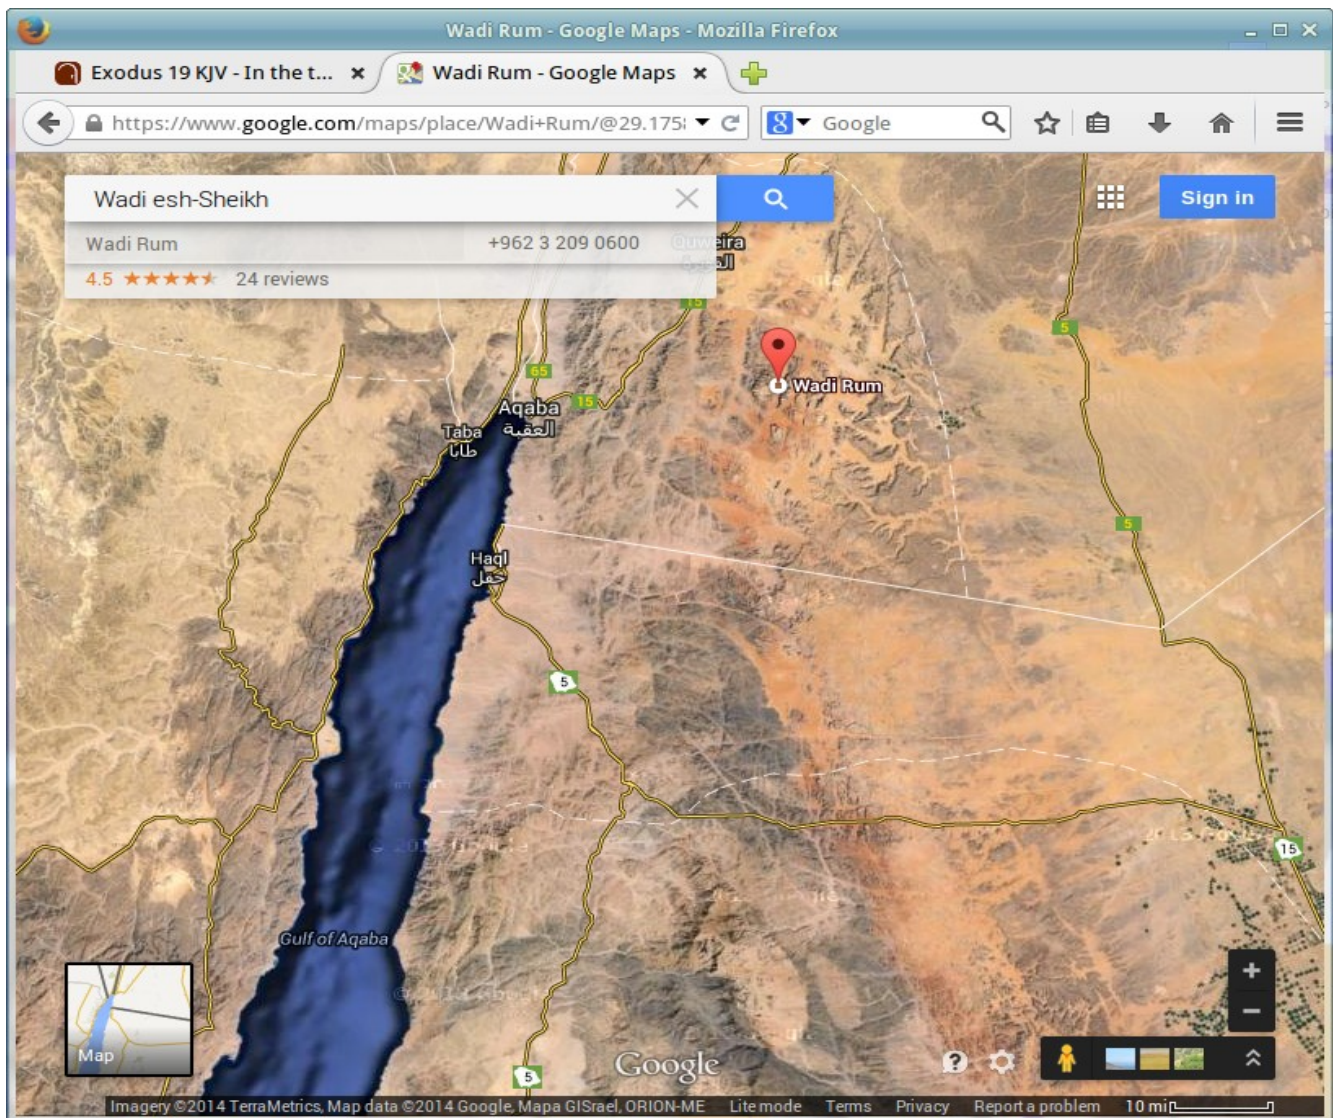 Wadi Rum - Google Maps - Mozilla Firefox
Exodus 19 KJV - In the t...
Wadi Rum - Google Maps
https://www.google.com/maps/place/Wadi+Rum/@29.175
Google
Wadi esh-Sheikh
Sign in
Wadi Rum
+962 3 209 0600
Quweira
القويرة
4.5
24 reviews
15
5
65
Wadi Rum
15
Aqaba
العقبة
Taba
طابا
5
Haql
حقل
5
15
Gulf of Aqaba
Map
Google
?
5
Imagery ©2014 TerraMetrics, Map data ©2014 Google, Mapa GISrael, ORION-ME
Lite mode
Terms
Privacy
Report a problem
10 mi